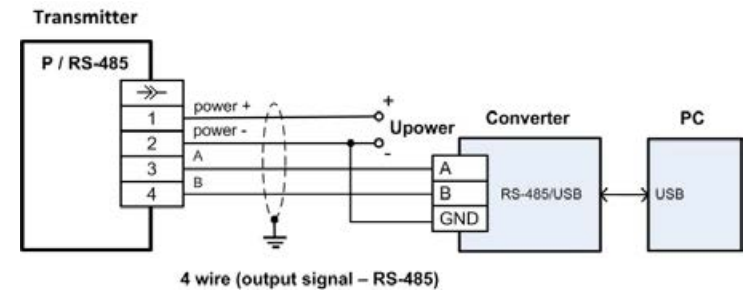 Transmitter
P / RS-485
1
2
3
4
power +
power -
A
B
+
Upower
-
Converter
A
B
GND
RS-485/USB
PC
USB
4 wire (output signal – RS-485)